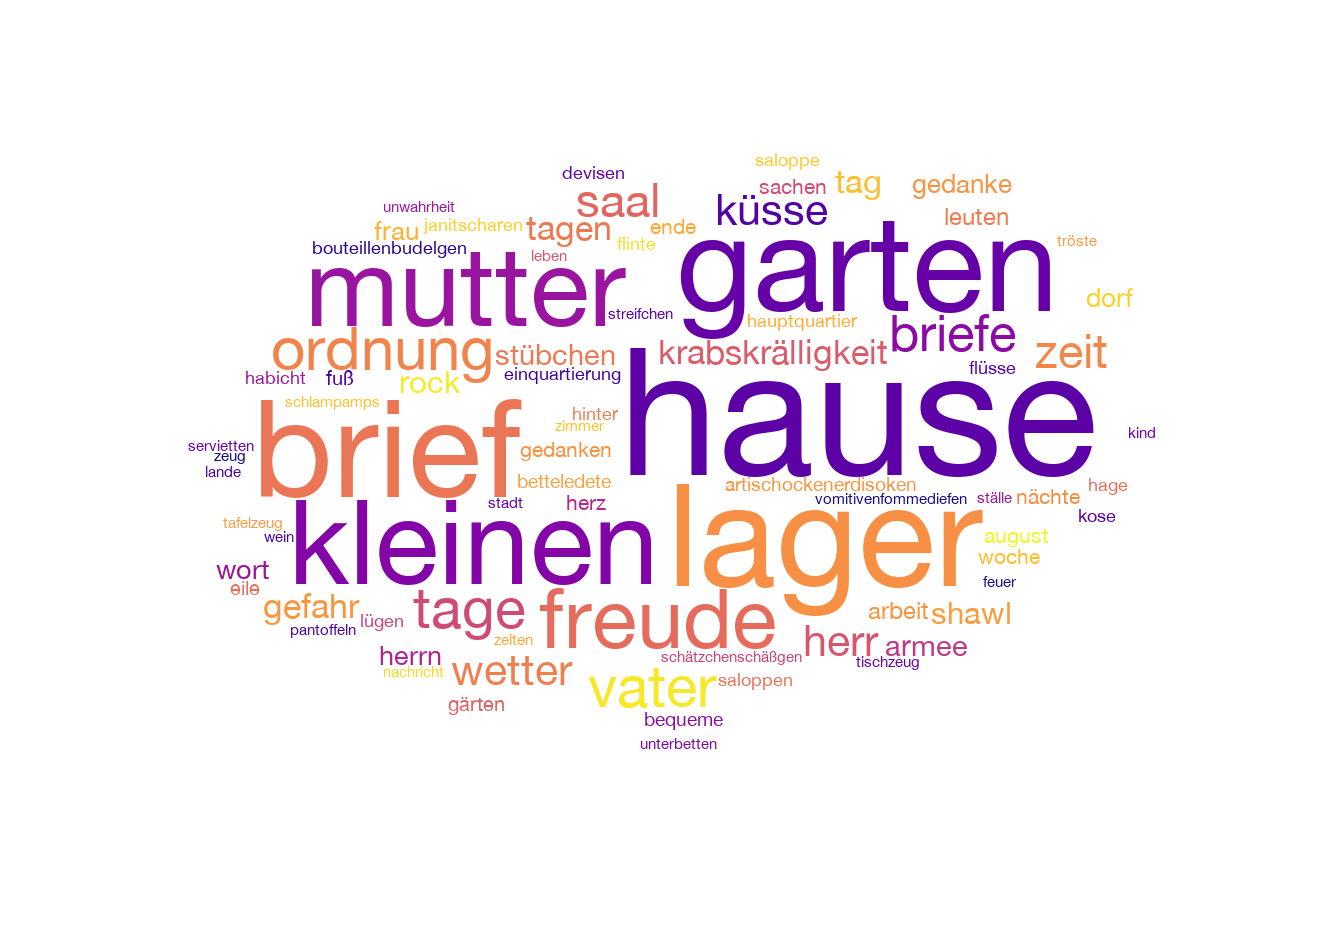 saloppe
devisen
saal
sachen
tag
gedanke
unwahrheit
küsse
leuten
frau
janitscharen
tagen
ende
flinte
tröste
bouteillenbudelgen
leben
garten
mutter
dorf
streifchen
hauptquartier
briefe
ordnung
stübchen
krabskrälligkeit
zeit
habicht
fuß
rock
einquartierung
flüsse
schlampamps
hinter
hause
zimmer
kind
servietten
zeug
brief
gedanken
lande
betteledete
artischockenerdisoken
hage
stadt
herz
vomitivenfommediefen
ställe
nächte
kose
tafelzeug
wein
kleinen
lager
august
woche
wort
eile
feuer
gefahr
lügen
tage
freude
arbeit
shawl
pantoffeln
zelten
herr
armee
herrn
nachricht
wetter
schätzchenschäßgen
tischzeug
vater
saloppen
gärten
bequeme
unterbetten